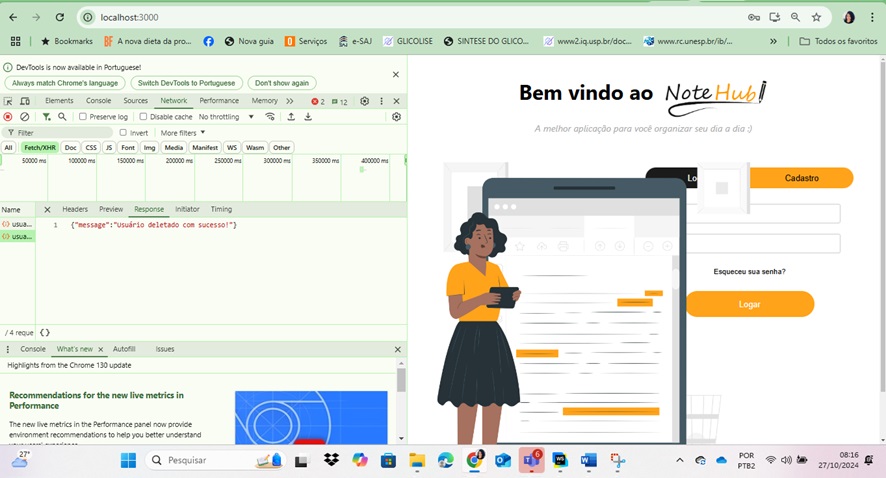 localhost:3000
Bookmarks
A nova dieta da pro...
Nova guia
Serviços
e-SAJ
GLICOLISE
SINTESE DO GLICO...
www2.iq.usp.br/doc...
www.rc.unesp.br/ib/...
»
Todos os favoritos
DevTools is now available in Portuguese!
Always match Chrome's language
Switch DevTools to Portuguese
Don't show again
Elements
Console
Sources
Network
Performance
Memory
»
2
12
Preserve log
Disable cache
No throttling
Filter
Invert
More filters
All
Fetch/XHR
Doc
CSS
JS
Font
Img
Media
Manifest
WS
Wasm
Other
50000 ms
100000 ms
150000 ms
200000 ms
250000 ms
300000 ms
350000 ms
400000 ms
Name
Headers
Preview
Response
Initiator
Timing
usua...
usua...
1 {"message":"Usuário deletado com sucesso!"}
/ 4 reque
{}
Console
What's new
Autofill
Issues
Highlights from the Chrome 130 update
Recommendations for the new live metrics in
Performance
The new live metrics in the Performance panel now provide
environment recommendations to help you better understand
Bem vindo ao NoteHub
A melhor aplicação para você organizar seu dia a dia ;)
Lo
Cadastro
Esqueceu sua senha?
Logar
27°
Pesquisar
6
POR
PTB2
08:16
27/10/2024